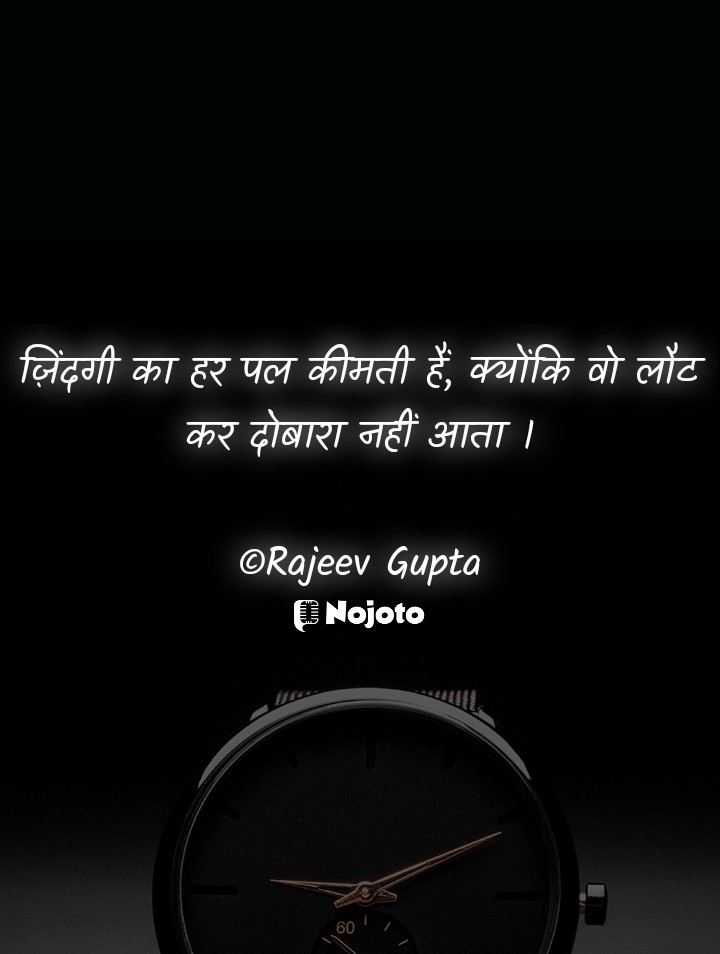 ज़िंदगी का हर पल कीमती हैं, क्योंकि वो लौट
कर दोबारा नहीं आता ।
©Rajeev Gupta
Nojoto
60